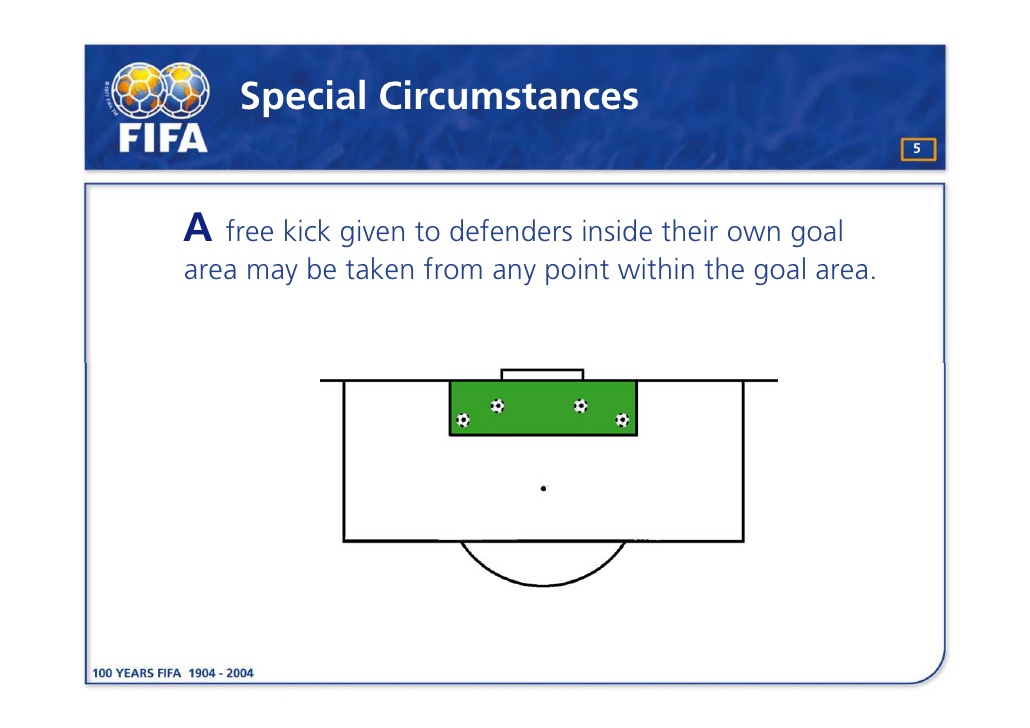 FIFA
Special Circumstances
5
A free kick given to defenders inside their own goal
area may be taken from any point within the goal area.
100 YEARS FIFA 1904 - 2004